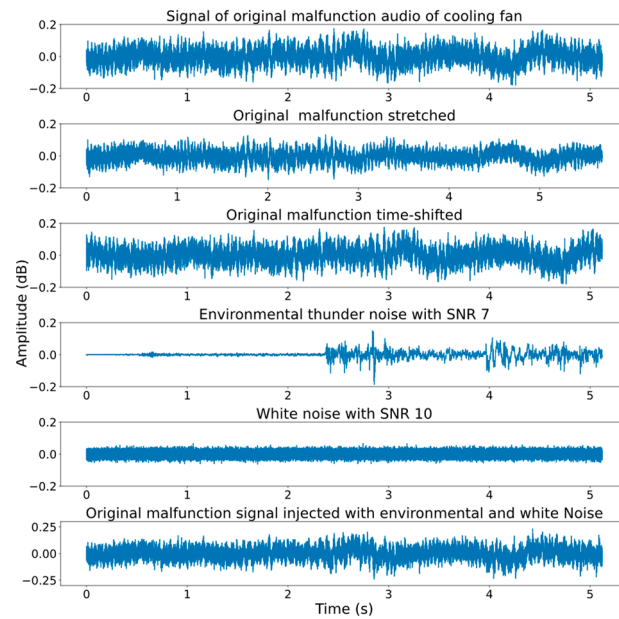 Signal of original malfunction audio of cooling fan
0.2
0.0
−0.2
0 1 2 3 4 5
Original malfunction stretched
0.2
0.0
−0.2
0 1 2 3 4 5
Original malfunction time-shifted
0.2
0.0
−0.2
0 1 2 3 4 5
Amplitude (dB)
Environmental thunder noise with SNR 7
0.2
0.0
−0.2
0 1 2 3 4 5
White noise with SNR 10
0.2
0.0
−0.2
0 1 2 3 4 5
Original malfunction signal injected with environmental and white Noise
0.25
0.00
−0.25
0 1 2 3 4 5
Time (s)